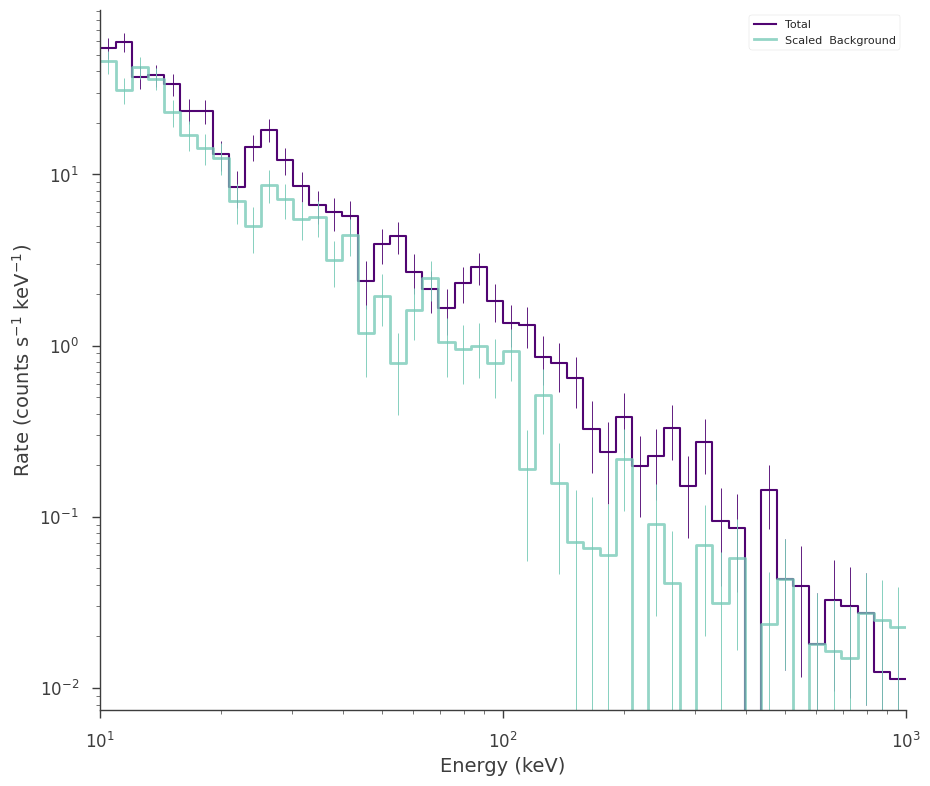 Total
Scaled  Background
10¹
10⁰
10⁻¹
10⁻²
Rate (counts s⁻¹ keV⁻¹)
10¹
10²
10³
Energy (keV)